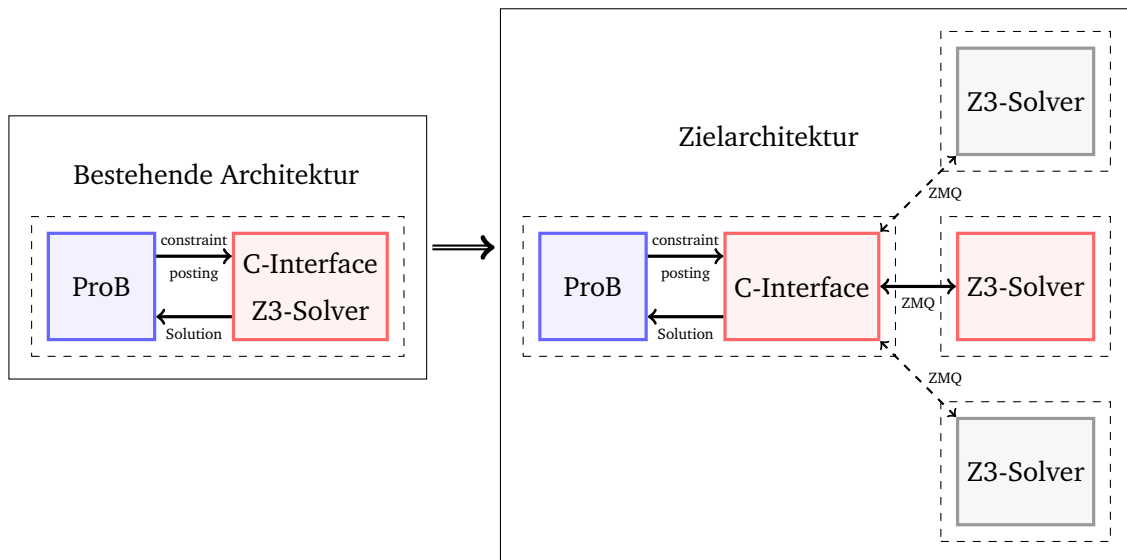 Bestehende Architektur
ProB
constraint
posting
Solution
C-Interface
Z3-Solver
Zielarchitektur
ProB
constraint
posting
Solution
C-Interface
ZMQ
ZMQ
ZMQ
Z3-Solver
Z3-Solver
Z3-Solver